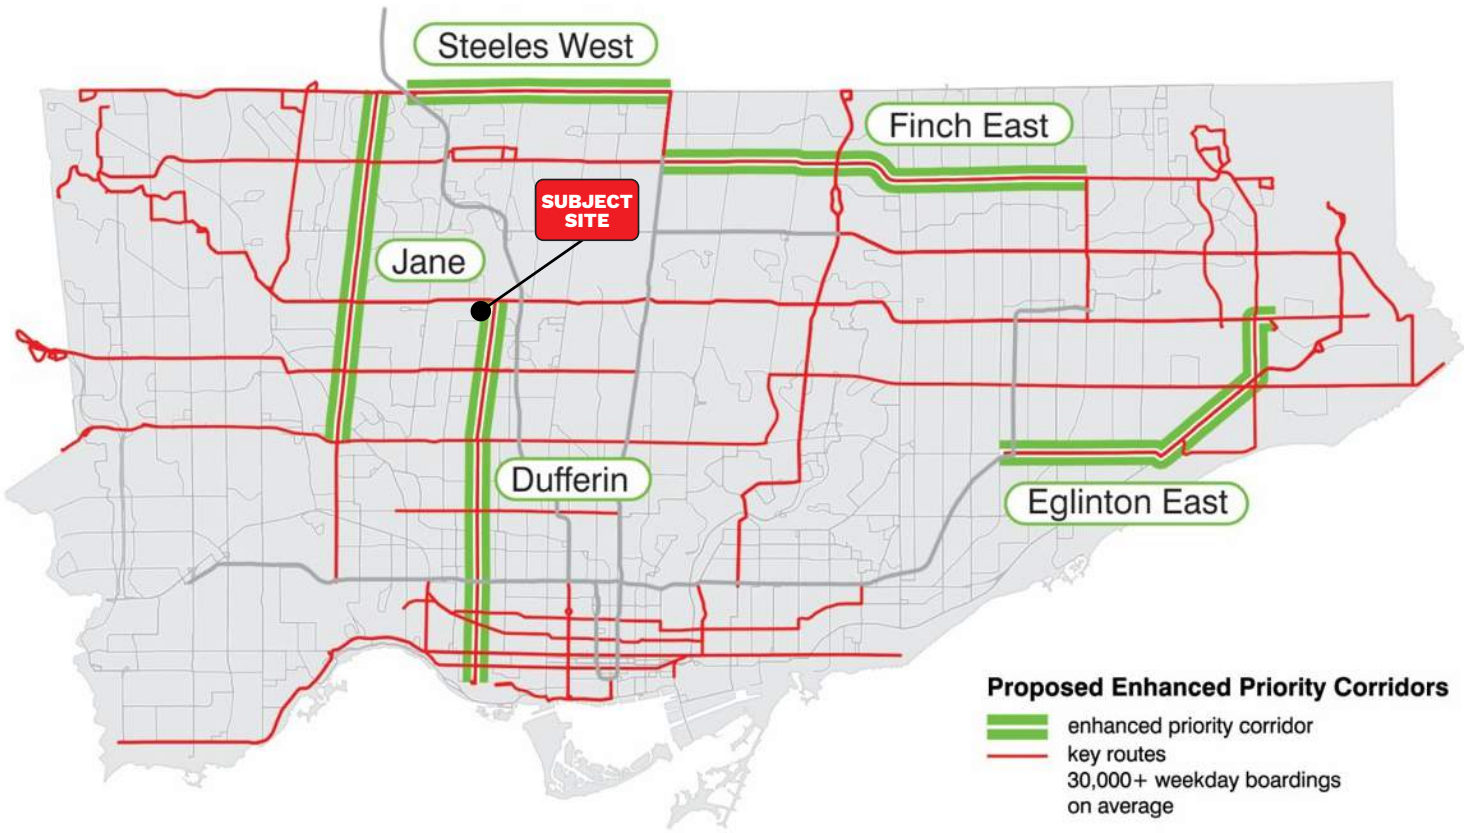 Steeles West
Finch East
SUBJECT
SITE
Jane
Dufferin
Eglinton East
Proposed Enhanced Priority Corridors
enhanced priority corridor
key routes
30,000+ weekday boardings
on average